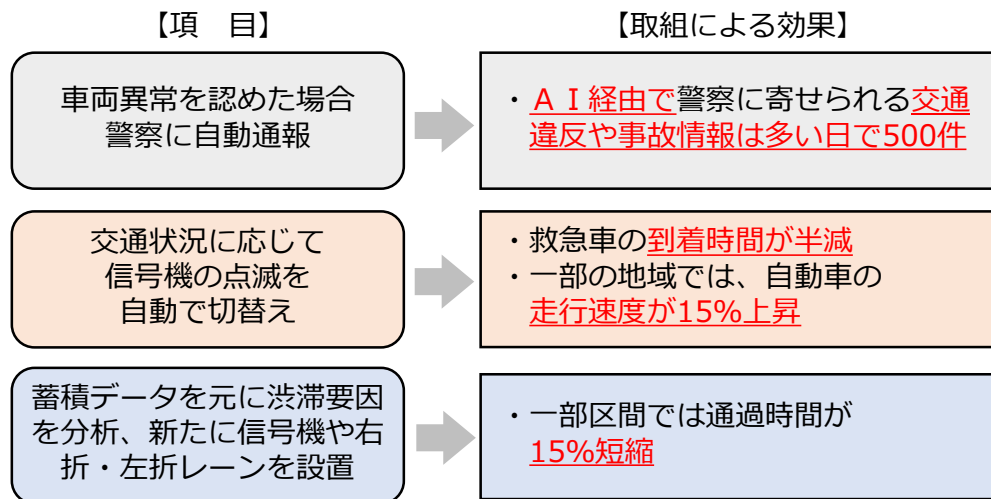 【項　目】
【取組による効果】
車両異常を認めた場合
警察に自動通報
・ＡＩ経由で警察に寄せられる交通
違反や事故情報は多い日で500件
交通状況に応じて
信号機の点滅を
自動で切替え
・救急車の到着時間が半減
・一部の地域では、自動車の
走行速度が15%上昇
蓄積データを元に渋滞要因
を分析、新たに信号機や右
折・左折レーンを設置
・一部区間では通過時間が
15%短縮